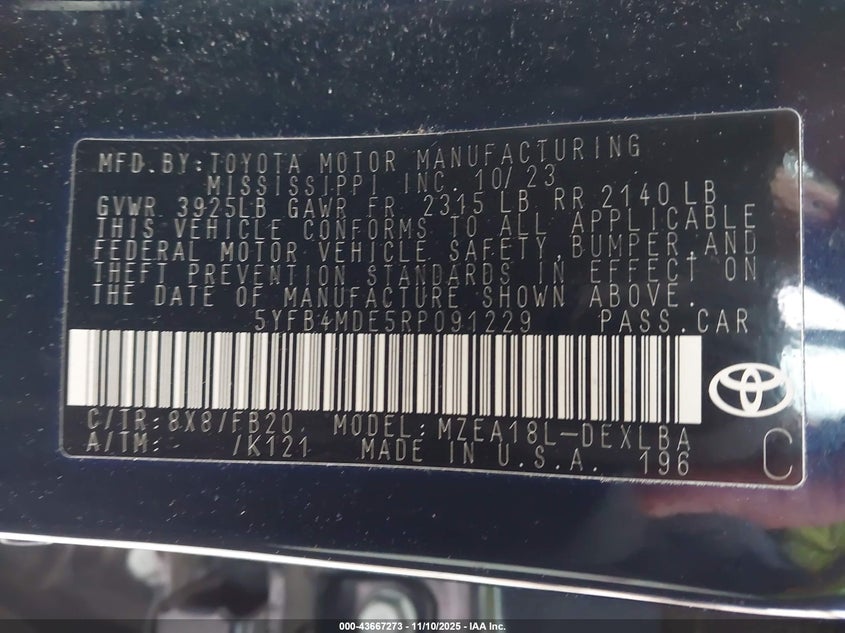 MFD.BY:TOYOTA MOTOR MANUFACTURING
MISSISSIPPI INC. 10/23
GVWR 3925LB GAWR FR 2315 LB RR 2140 LB
THIS VEHICLE CONFORMS TO ALL APPLICABLE
FEDERAL MOTOR VEHICLE SAFETY,BUMPER,AND
THEFT PREVENTION STANDARDS IN EFFECT ON
THE DATE OF MANUFACTURE SHOWN ABOVE.
5YFB4MDE5RP091229 PASS.CAR
C/TR:8X8/FB20 MODEL:MZEA18L-DEXLBA
A/TM: /K121 MADE IN U.S.A. 196 C
000-43667273 — 11/10/2025 — IAA Inc.